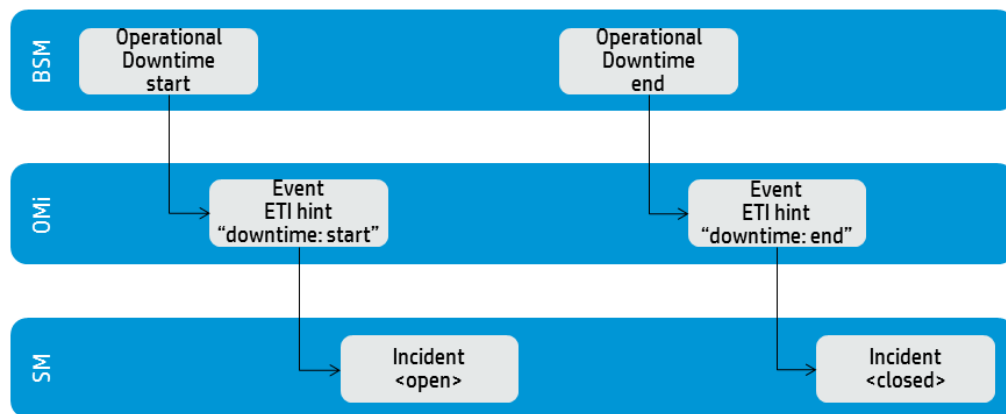 BSM
Operational
Downtime
start
Operational
Downtime
end
OMi
Event
ETI hint
“downtime: start”
Event
ETI hint
“downtime: end”
SM
Incident
<open>
Incident
<closed>